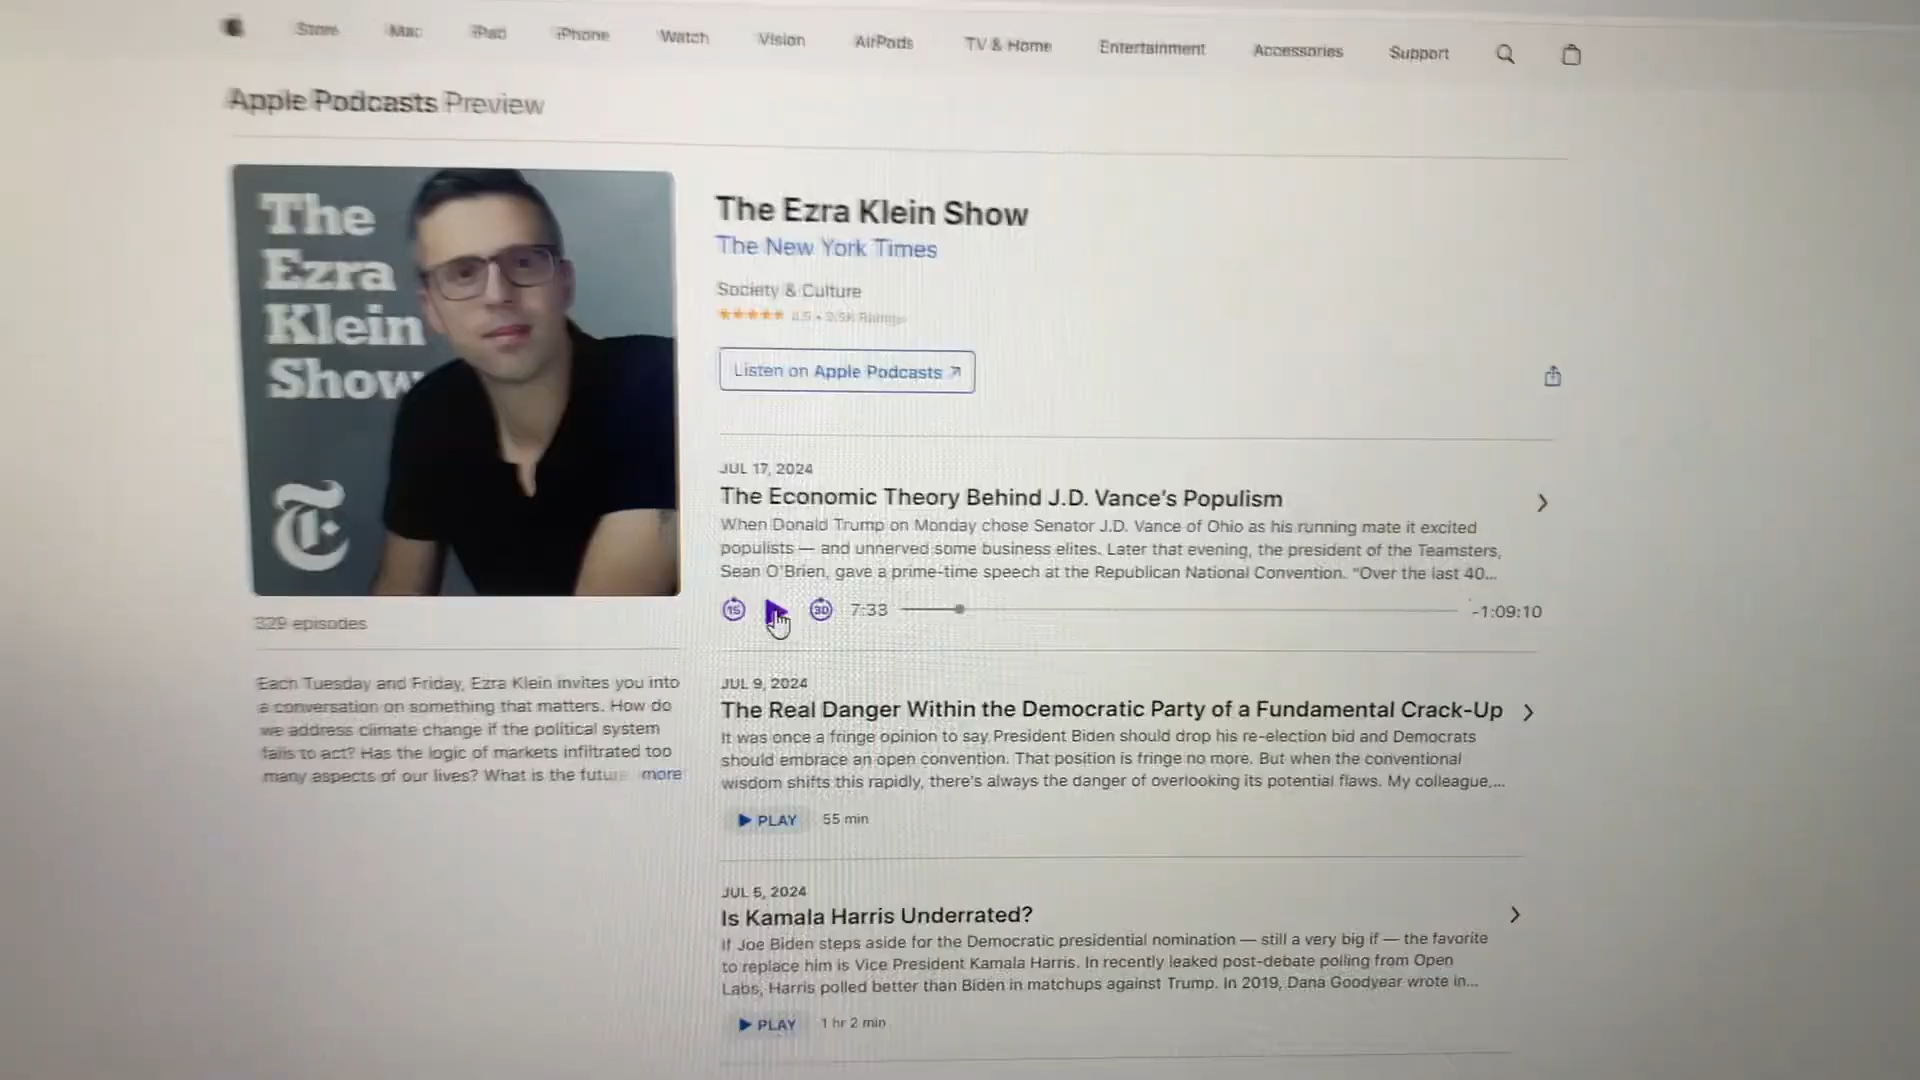 Store Mac iPad iPhone Watch Vision AirPods TV & Home Entertainment Accessories Support
Apple Podcasts Preview
The
Ezra
Klein
Show
T
The Ezra Klein Show
The New York Times
Society & Culture
Listen on Apple Podcasts ↗
JUL 17, 2024
The Economic Theory Behind J.D. Vance's Populism
When Donald Trump on Monday chose Senator J.D. Vance of Ohio as his running mate it excited
populists — and unnerved some business elites. Later that evening, the president of the Teamsters,
Sean O'Brien, gave a prime-time speech at the Republican National Convention. "Over the last 40...
15 30 7:33 -1:09:10
329 episodes
Each Tuesday and Friday, Ezra Klein invites you into
a conversation on something that matters. How do
we address climate change if the political system
fails to act? Has the logic of markets infiltrated too
many aspects of our lives? What is the future more
JUL 9, 2024
The Real Danger Within the Democratic Party of a Fundamental Crack-Up
It was once a fringe opinion to say President Biden should drop his re-election bid and Democrats
should embrace an open convention. That position is fringe no more. But when the conventional
wisdom shifts this rapidly, there's always the danger of overlooking its potential flaws. My colleague,...
PLAY 55 min
JUL 5, 2024
Is Kamala Harris Underrated?
If Joe Biden steps aside for the Democratic presidential nomination — still a very big if — the favorite
to replace him is Vice President Kamala Harris. In recently leaked post-debate polling from Open
Labs, Harris polled better than Biden in matchups against Trump. In 2019, Dana Goodyear wrote in...
PLAY 1 hr 2 min